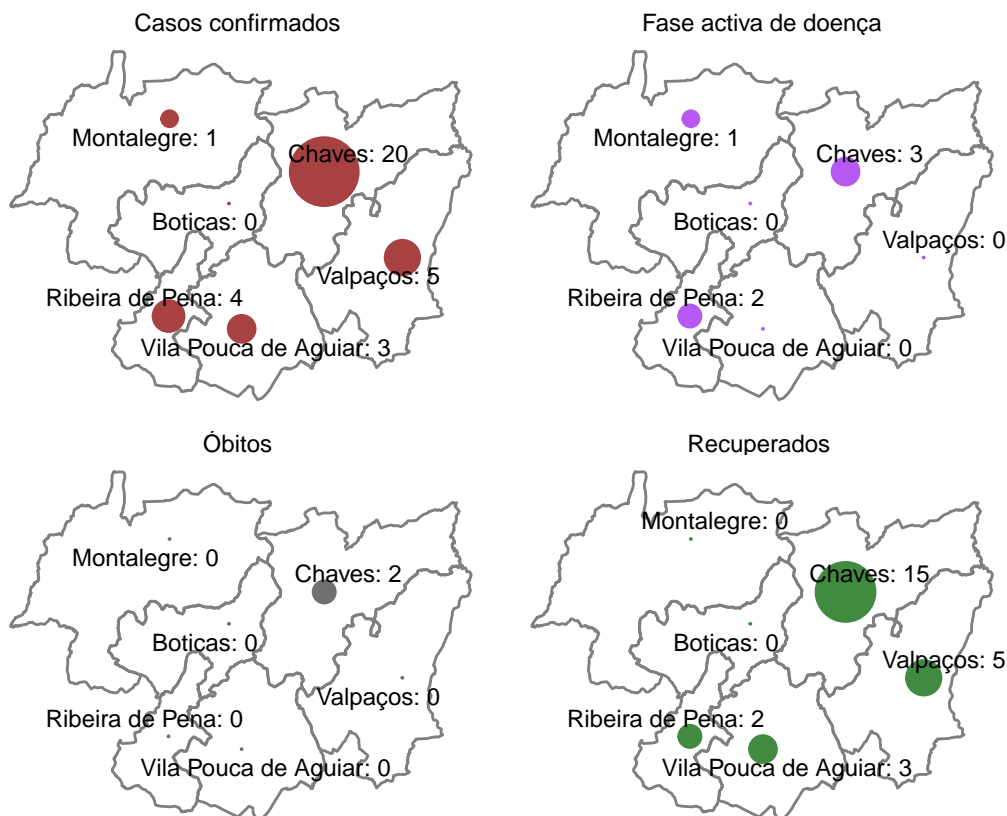 Casos confirmados
Montalegre: 1
Chaves: 20
Boticas: 0
Valpaços: 5
Ribeira de Pena: 4
Vila Pouca de Aguiar: 3
Fase activa de doença
Montalegre: 1
Chaves: 3
Boticas: 0
Valpaços: 0
Ribeira de Pena: 2
Vila Pouca de Aguiar: 0
Óbitos
Montalegre: 0
Chaves: 2
Boticas: 0
Valpaços: 0
Ribeira de Pena: 0
Vila Pouca de Aguiar: 0
Recuperados
Montalegre: 0
Chaves: 15
Boticas: 0
Valpaços: 5
Ribeira de Pena: 2
Vila Pouca de Aguiar: 3